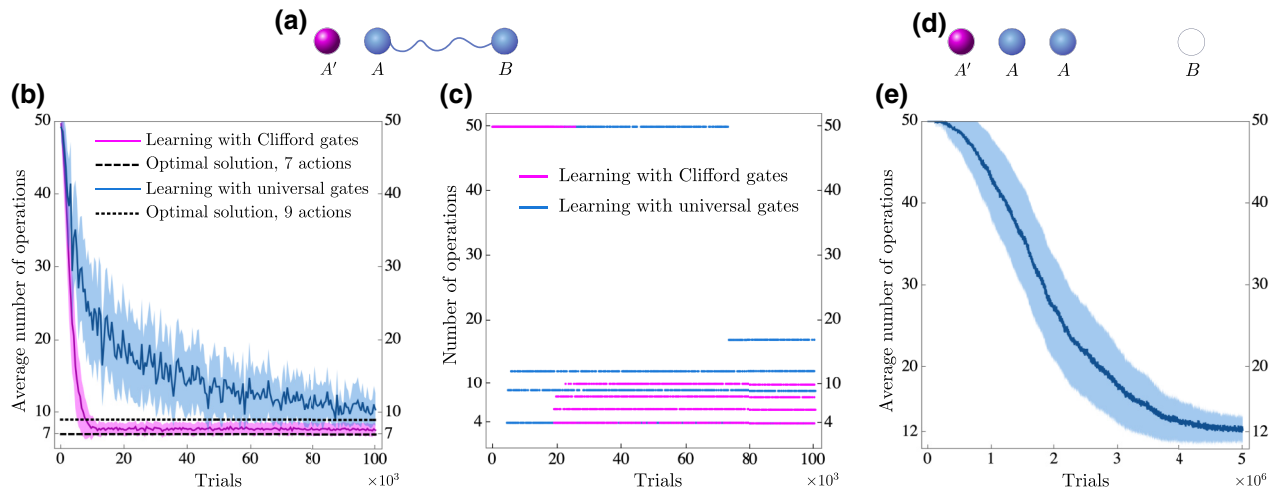 (a)
A′ A B
(d)
A′ A A B
(b)
50 50
40 40
30 30
20 20
10 10
7 7
0 20 40 60 80 100
Average number of operations
Trials
×10³
Learning with Clifford gates
Optimal solution, 7 actions
Learning with universal gates
Optimal solution, 9 actions
(c)
50 50
40 40
30 30
20 20
10 10
4 4
0 20 40 60 80 100
Number of operations
Trials
×10³
Learning with Clifford gates
Learning with universal gates
(e)
50 50
40 40
30 30
20 20
12 12
0 1 2 3 4 5
Average number of operations
Trials
×10⁶